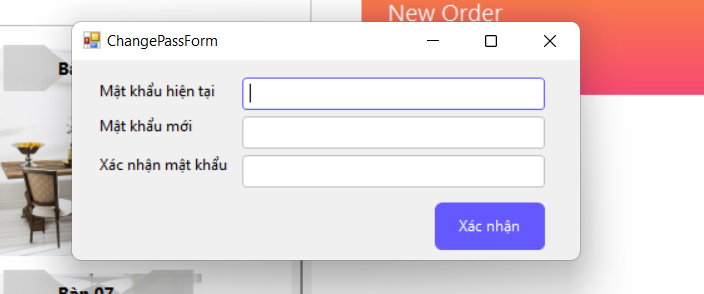 New Order
ChangePassForm
Mật khẩu hiện tại
Mật khẩu mới
Xác nhận mật khẩu
Xác nhận
Bàn 07